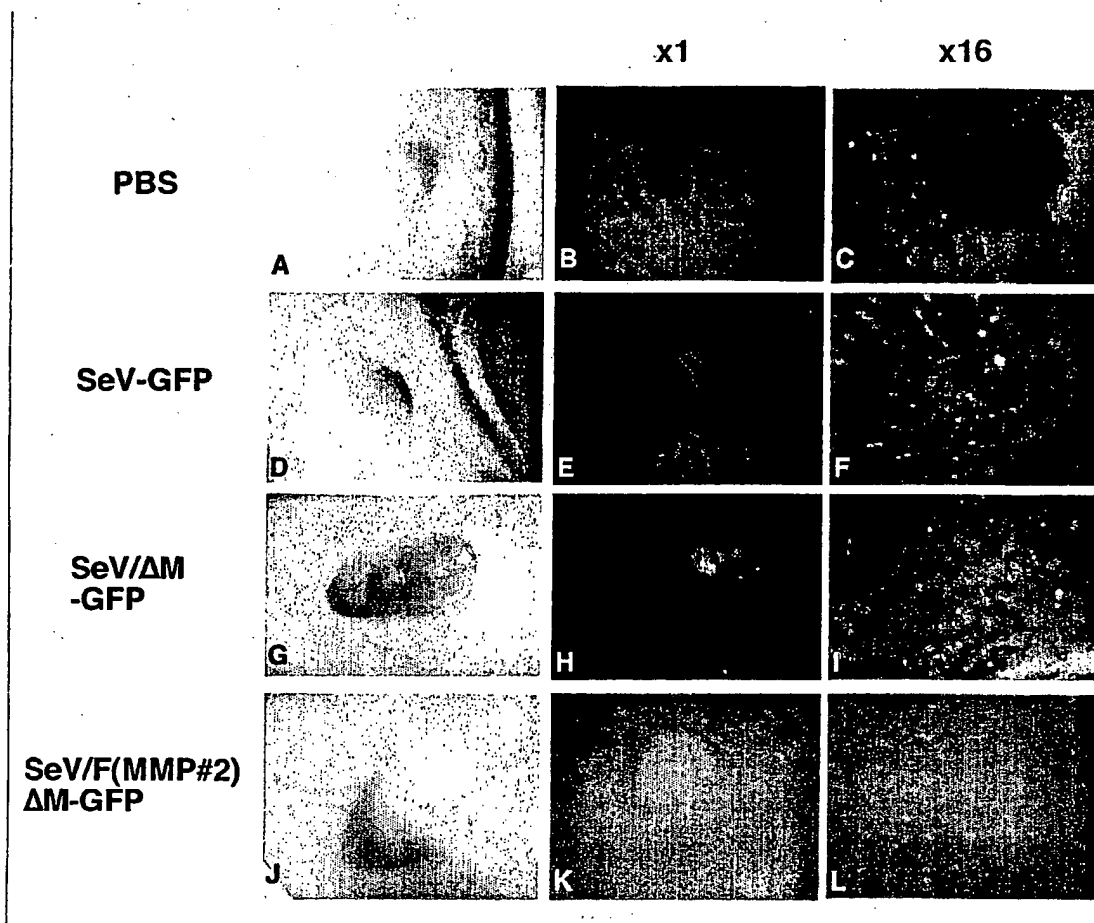 x1 x16
PBS
A B C
SeV-GFP
D E F
SeV/ΔM
-GFP
G H I
SeV/F(MMP#2)
ΔM-GFP
J K L